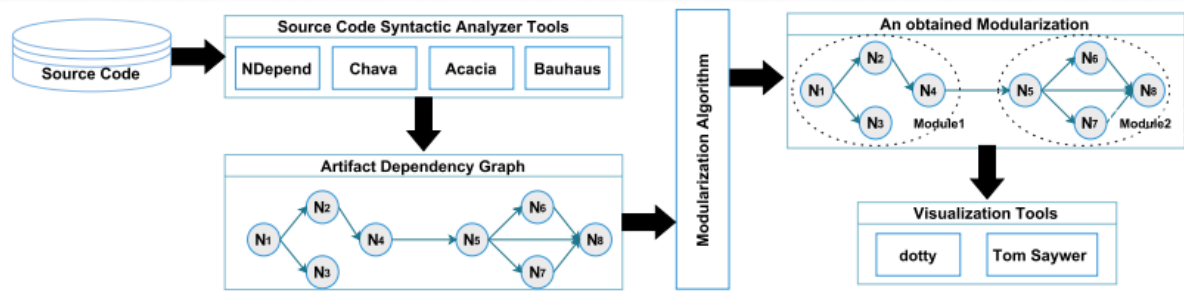 Source Code
Source Code Syntactic Analyzer Tools
NDepend
Chava
Acacia
Bauhaus
Artifact Dependency Graph
N1
N2
N3
N4
N5
N6
N7
N8
Modularization Algorithm
An obtained Modularization
N1
N2
N3
N4
Module1
N5
N6
N7
N8
Module2
Visualization Tools
dotty
Tom Saywer